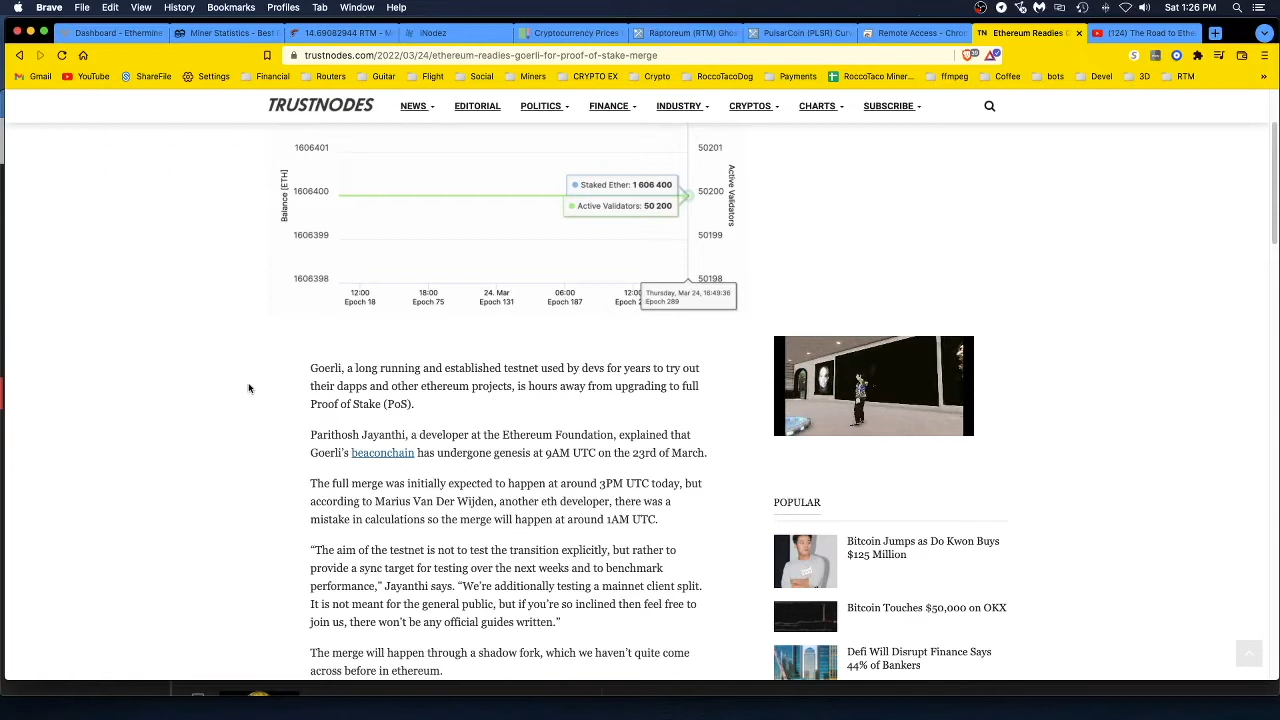 Brave File Edit View History Bookmarks Profiles Tab Window Help
1:26 PM
Dashboard - Ethermine
Miner Statistics - Best E
14.69082944 RTM - M
iNodez
Cryptocurrency Prices
Raptoreum (RTM) Ghos
PulsarCoin (PLSR) Curv
Remote Access - Chron
TN Ethereum Readies G
(124) The Road to Ethe
trustnodes.com/2022/03/24/ethereum-readies-goerli-for-proof-of-stake-merge
Gmail YouTube ShareFile Settings Financial Routers Guitar Flight Social Miners CRYPTO EX Crypto RoccoTacoDog Payments RoccoTaco Miner... ffmpeg Coffee bots Devel 3D RTM
TRUSTNODES
NEWS EDITORIAL POLITICS FINANCE INDUSTRY CRYPTOS CHARTS SUBSCRIBE
1606401
1606400
1606399
1606398
Balance [ETH]
Staked Ether: 1 606 400
Active Validators: 50 200
50201
50200
50199
50198
Active Validators
12:00
Epoch 18
18:00
Epoch 75
24. Mar
Epoch 131
06:00
Epoch 187
Thursday, Mar 24, 16:49:36
Epoch 289
Goerli, a long running and established testnet used by devs for years to try out
their dapps and other ethereum projects, is hours away from upgrading to full
Proof of Stake (PoS).
Parithosh Jayanthi, a developer at the Ethereum Foundation, explained that
Goerli’s beaconchain has undergone genesis at 9AM UTC on the 23rd of March.
The full merge was initially expected to happen at around 3PM UTC today, but
according to Marius Van Der Wijden, another eth developer, there was a
mistake in calculations so the merge will happen at around 1AM UTC.
“The aim of the testnet is not to test the transition explicitly, but rather to
provide a sync target for testing over the next weeks and to benchmark
performance,” Jayanthi says. “We’re additionally testing a mainnet client split.
It is not meant for the general public, but if you’re so inclined then feel free to
join us, there won’t be any official guides written.”
The merge will happen through a shadow fork, which we haven’t quite come
across before in ethereum.
POPULAR
Bitcoin Jumps as Do Kwon Buys
$125 Million
Bitcoin Touches $50,000 on OKX
Defi Will Disrupt Finance Says
44% of Bankers